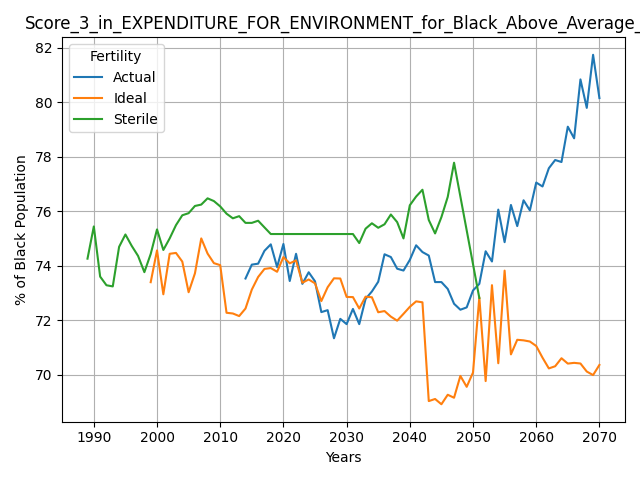 Score_3_in_EXPENDITURE_FOR_ENVIRONMENT_for_Black_Above_Average_
Fertility
Actual
Ideal
Sterile
% of Black Population
82
80
78
76
74
72
70
1990 2000 2010 2020 2030 2040 2050 2060 2070
Years